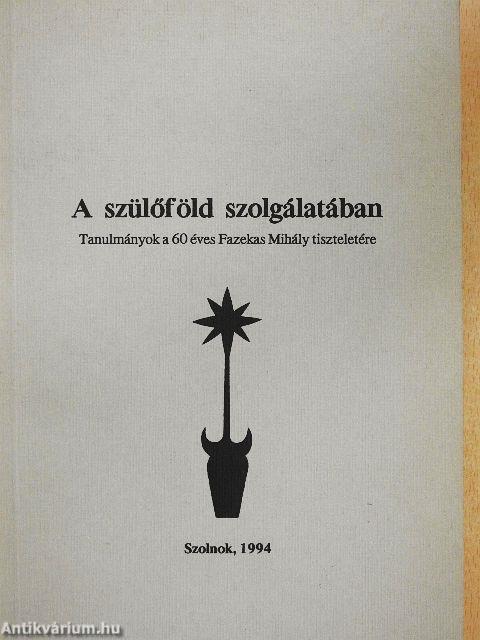 A szülőföld szolgálatában
Tanulmányok a 60 éves Fazekas Mihály tiszteletére
Szolnok, 1994
Antikvárium.hu